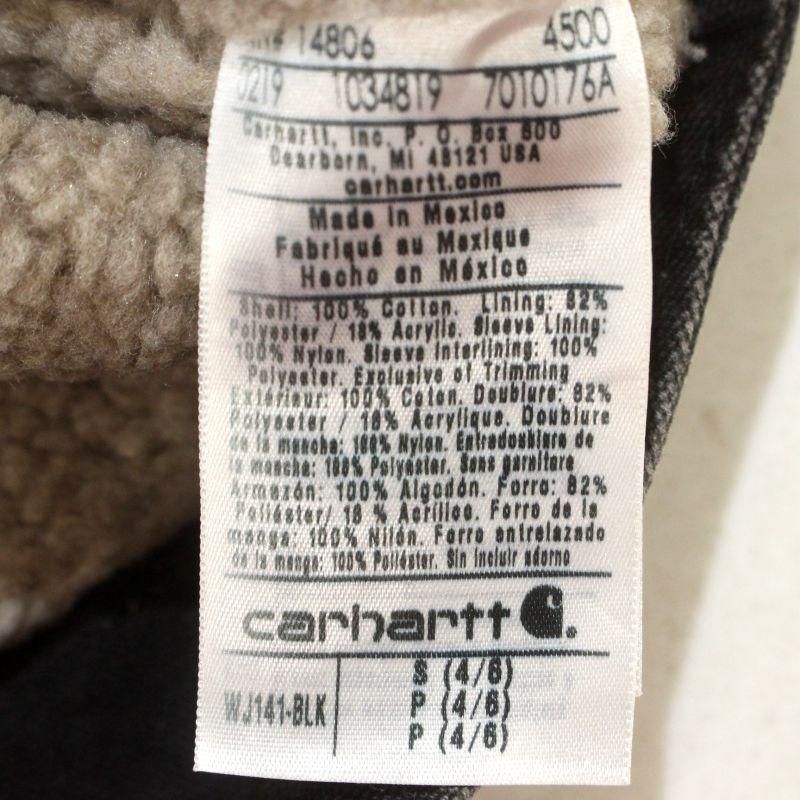 14806 4500
0219 1034819 7010176A
Carhartt, Inc. P. O. Box 600
Dearborn, MI 48121 USA
carhartt.com
Made in Mexico
Fabriqué au Mexique
Hecho en México
Shell: 100% Cotton. Lining: 82%
Polyester / 18% Acrylic. Sleeve Lining:
100% Nylon. Sleeve Interlining: 100%
Polyester. Exclusive of Trimming
Extérieur: 100% Coton. Doublure: 82%
Polyester / 18% Acrylique. Doublure
de la manche: 100% Nylon. Entredoublure de
la manche: 100% Polyester. Sans garniture
Armazón: 100% Algodón. Forro: 82%
Poliéster/ 18 % Acrílico. Forro de la
manga: 100% Nilón. Forro entrelazado
de la manga: 100% Poliéster. Sin incluir adorno
carhartt
WJ141-BLK
S (4/6)
P (4/6)
P (4/6)